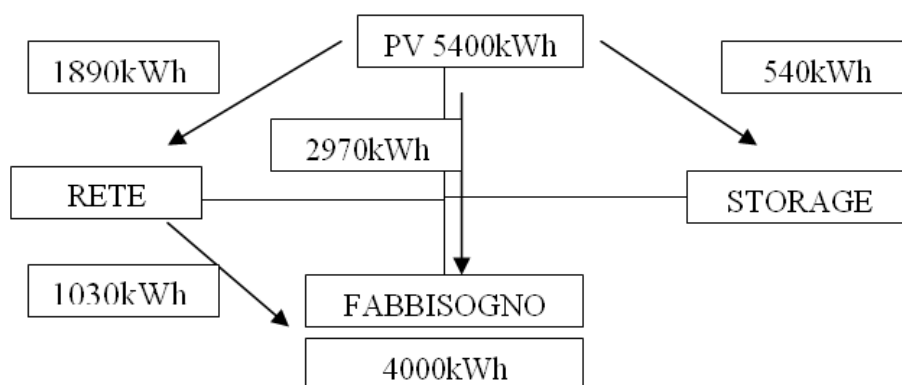 PV 5400kWh
1890kWh
540kWh
2970kWh
RETE
STORAGE
1030kWh
FABBISOGNO
4000kWh